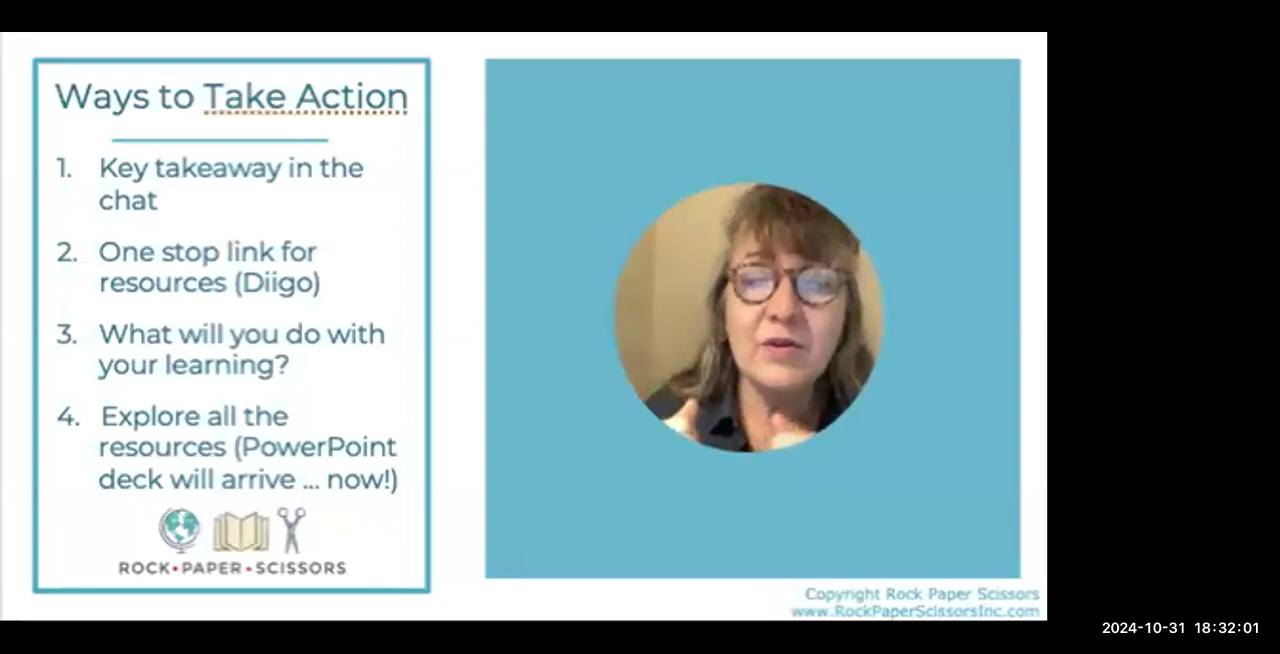 Ways to Take Action
1. Key takeaway in the
chat
2. One stop link for
resources (Diigo)
3. What will you do with
your learning?
4. Explore all the
resources (PowerPoint
deck will arrive ... now!)
ROCK•PAPER•SCISSORS
Copyright Rock Paper Scissors
www.RockPaperScissorsInc.com
2024-10-31 18:32:01